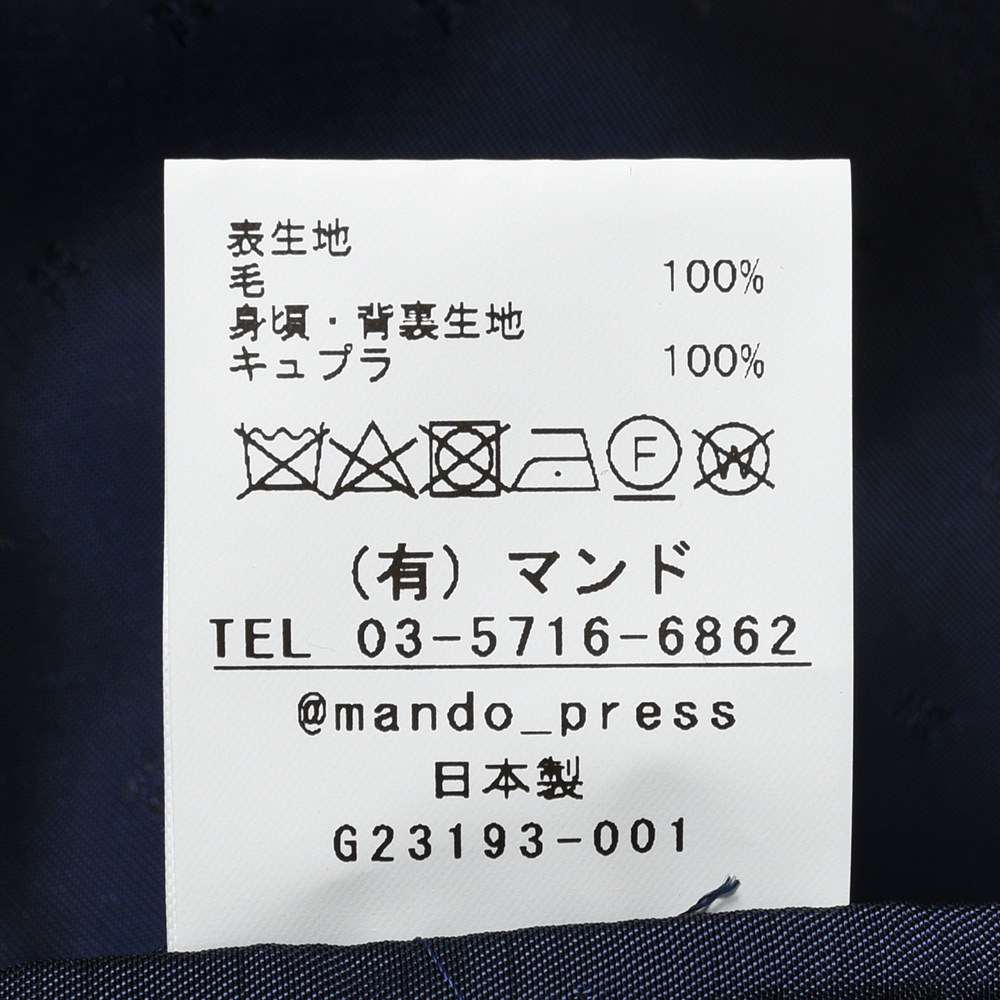 表生地
毛 100%
身頃・背裏生地
キュプラ 100%
F W
(有) マンド
TEL 03-5716-6862
@mando_press
日本製
G23193-001